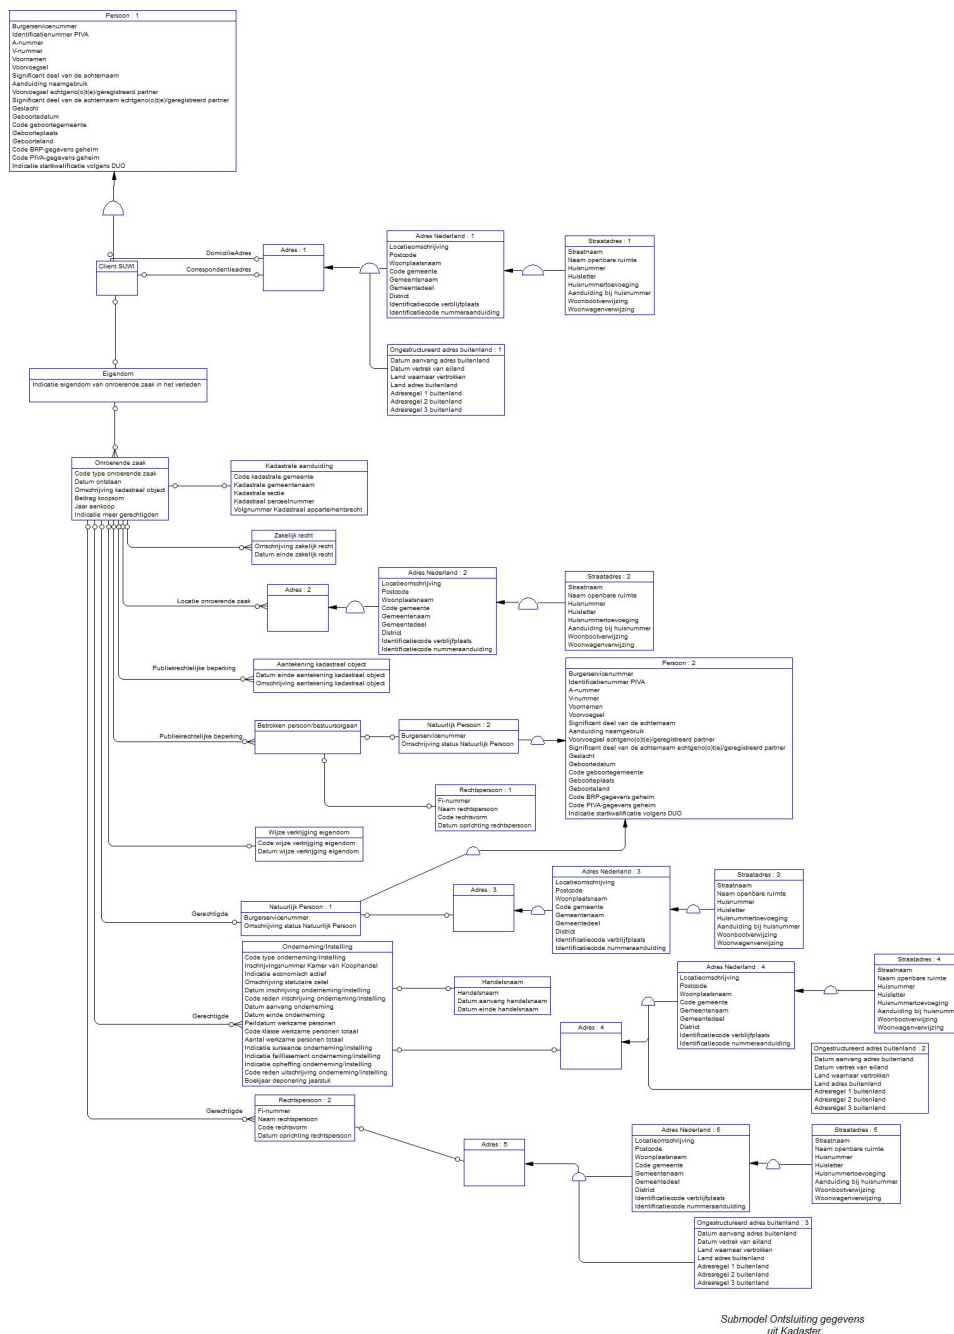 Persoon : 1
Burgerservicenummer
Identificatienummer PIVA
A-nummer
V-nummer
Voornamen
Voorvoegsel
Significant deel van de achternaam
Aanduiding naamgebruik
Voorvoegsel echtgeno(o)t(e)/geregistreerd partner
Significant deel van de achternaam echtgeno(o)t(e)/geregistreerd partner
Geslacht
Geboortedatum
Code geboortegemeente
Geboorteplaats
Geboorteland
Code BRP-gegevens geheim
Code PIVA-gegevens geheim
Indicatie startkwalificatie volgens DUO
Client SUWI
DomicilieAdres
Correspondentieadres
Adres : 1
Adres Nederland : 1
Locatieomschrijving
Postcode
Woonplaatsnaam
Code gemeente
Gemeentenaam
Gemeentedeel
District
Identificatiecode verblijfplaats
Identificatiecode nummeraanduiding
Straatadres : 1
Straatnaam
Naam openbare ruimte
Huisnummer
Huisletter
Huisnummertoevoeging
Aanduiding bij huisnummer
Woonbootverwijzing
Woonwagenverwijzing
Ongestructureerd adres buitenland : 1
Datum aanvang adres buitenland
Datum vertrek van eiland
Land waarnaar vertrokken
Land adres buitenland
Adresregel 1 buitenland
Adresregel 2 buitenland
Adresregel 3 buitenland
Eigendom
Indicatie eigendom van onroerende zaak in het verleden
Onroerende zaak
Code type onroerende zaak
Datum ontstaan
Omschrijving kadastraal object
Bedrag koopsom
Jaar aankoop
Indicatie meer gerechtigden
Kadastrale aanduiding
Code kadastrale gemeente
Kadastrale gemeentenaam
Kadastrale sectie
Kadastraal perceelnummer
Volgnummer Kadastraal appartementsrecht
Zakelijk recht
Omschrijving zakelijk recht
Datum einde zakelijk recht
Locatie onroerende zaak
Adres : 2
Adres Nederland : 2
Locatieomschrijving
Postcode
Woonplaatsnaam
Code gemeente
Gemeentenaam
Gemeentedeel
District
Identificatiecode verblijfplaats
Identificatiecode nummeraanduiding
Straatadres : 2
Straatnaam
Naam openbare ruimte
Huisnummer
Huisletter
Huisnummertoevoeging
Aanduiding bij huisnummer
Woonbootverwijzing
Woonwagenverwijzing
Publiekrechtelijke beperking
Aantekening kadastraal object
Datum einde aantekening kadastraal object
Omschrijving aantekening kadastraal object
Publiekrechtelijke beperking
Betrokken persoon/bestuursorgaan
Natuurlijk Persoon : 2
Burgerservicenummer
Omschrijving status Natuurlijk Persoon
Persoon : 2
Burgerservicenummer
Identificatienummer PIVA
A-nummer
V-nummer
Voornamen
Voorvoegsel
Significant deel van de achternaam
Aanduiding naamgebruik
Voorvoegsel echtgeno(o)t(e)/geregistreerd partner
Significant deel van de achternaam echtgeno(o)t(e)/geregistreerd partner
Geslacht
Geboortedatum
Code geboortegemeente
Geboorteplaats
Geboorteland
Code BRP-gegevens geheim
Code PIVA-gegevens geheim
Indicatie startkwalificatie volgens DUO
Rechtspersoon : 1
Fi-nummer
Naam rechtspersoon
Code rechtsvorm
Datum oprichting rechtspersoon
Wijze verkrijging eigendom
Code wijze verkrijging eigendom
Datum wijze verkrijging eigendom
Gerechtigde
Natuurlijk Persoon : 1
Burgerservicenummer
Omschrijving status Natuurlijk Persoon
Adres : 3
Adres Nederland : 3
Locatieomschrijving
Postcode
Woonplaatsnaam
Code gemeente
Gemeentenaam
Gemeentedeel
District
Identificatiecode verblijfplaats
Identificatiecode nummeraanduiding
Straatadres : 3
Straatnaam
Naam openbare ruimte
Huisnummer
Huisletter
Huisnummertoevoeging
Aanduiding bij huisnummer
Woonbootverwijzing
Woonwagenverwijzing
Gerechtigde
Onderneming/Instelling
Code type onderneming/instelling
Inschrijvingsnummer Kamer van Koophandel
Indicatie economisch actief
Omschrijving statutaire zetel
Datum inschrijving onderneming/instelling
Code reden inschrijving onderneming/instelling
Datum aanvang onderneming
Datum einde onderneming
Peildatum werkzame personen
Code klasse werkzame personen totaal
Aantal werkzame personen totaal
Indicatie surseance onderneming/instelling
Indicatie faillissement onderneming/instelling
Indicatie opheffing onderneming/instelling
Code reden uitschrijving onderneming/instelling
Boekjaar deponering jaarstuk
Handelsnaam
Handelsnaam
Datum aanvang handelsnaam
Datum einde handelsnaam
Adres : 4
Adres Nederland : 4
Locatieomschrijving
Postcode
Woonplaatsnaam
Code gemeente
Gemeentenaam
Gemeentedeel
District
Identificatiecode verblijfplaats
Identificatiecode nummeraanduiding
Straatadres : 4
Straatnaam
Naam openbare ruimte
Huisnummer
Huisletter
Huisnummertoevoeging
Aanduiding bij huisnummer
Woonbootverwijzing
Woonwagenverwijzing
Ongestructureerd adres buitenland : 2
Datum aanvang adres buitenland
Datum vertrek van eiland
Land waarnaar vertrokken
Land adres buitenland
Adresregel 1 buitenland
Adresregel 2 buitenland
Adresregel 3 buitenland
Gerechtigde
Rechtspersoon : 2
Fi-nummer
Naam rechtspersoon
Code rechtsvorm
Datum oprichting rechtspersoon
Adres : 5
Adres Nederland : 5
Locatieomschrijving
Postcode
Woonplaatsnaam
Code gemeente
Gemeentenaam
Gemeentedeel
District
Identificatiecode verblijfplaats
Identificatiecode nummeraanduiding
Straatadres : 5
Straatnaam
Naam openbare ruimte
Huisnummer
Huisletter
Huisnummertoevoeging
Aanduiding bij huisnummer
Woonbootverwijzing
Woonwagenverwijzing
Ongestructureerd adres buitenland : 3
Datum aanvang adres buitenland
Datum vertrek van eiland
Land waarnaar vertrokken
Land adres buitenland
Adresregel 1 buitenland
Adresregel 2 buitenland
Adresregel 3 buitenland
Submodel Ontsluiting gegevens
uit Kadaster